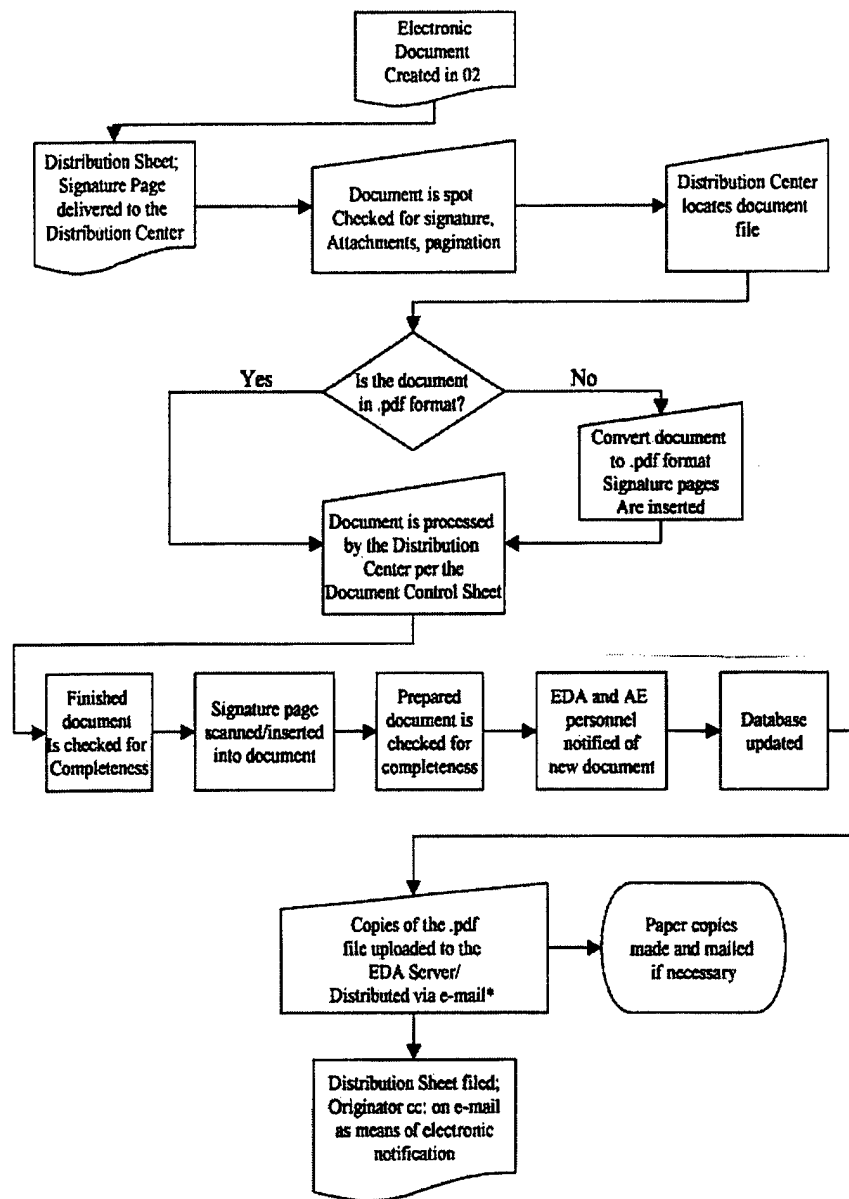 Electronic
Document
Created in 02
Distribution Sheet;
Signature Page
delivered to the
Distribution Center
Document is spot
Checked for signature,
Attachments, pagination
Distribution Center
locates document
file
Is the document
in .pdf format?
Yes
No
Convert document
to .pdf format
Signature pages
Are inserted
Document is processed
by the Distribution
Center per the
Document Control Sheet
Finished
document
Is checked for
Completeness
Signature page
scanned/inserted
into document
Prepared
document is
checked for
completeness
EDA and AE
personnel
notified of
new document
Database
updated
Copies of the .pdf
file uploaded to the
EDA Server/
Distributed via e-mail*
Paper copies
made and mailed
if necessary
Distribution Sheet filed;
Originator cc: on e-mail
as means of electronic
notification